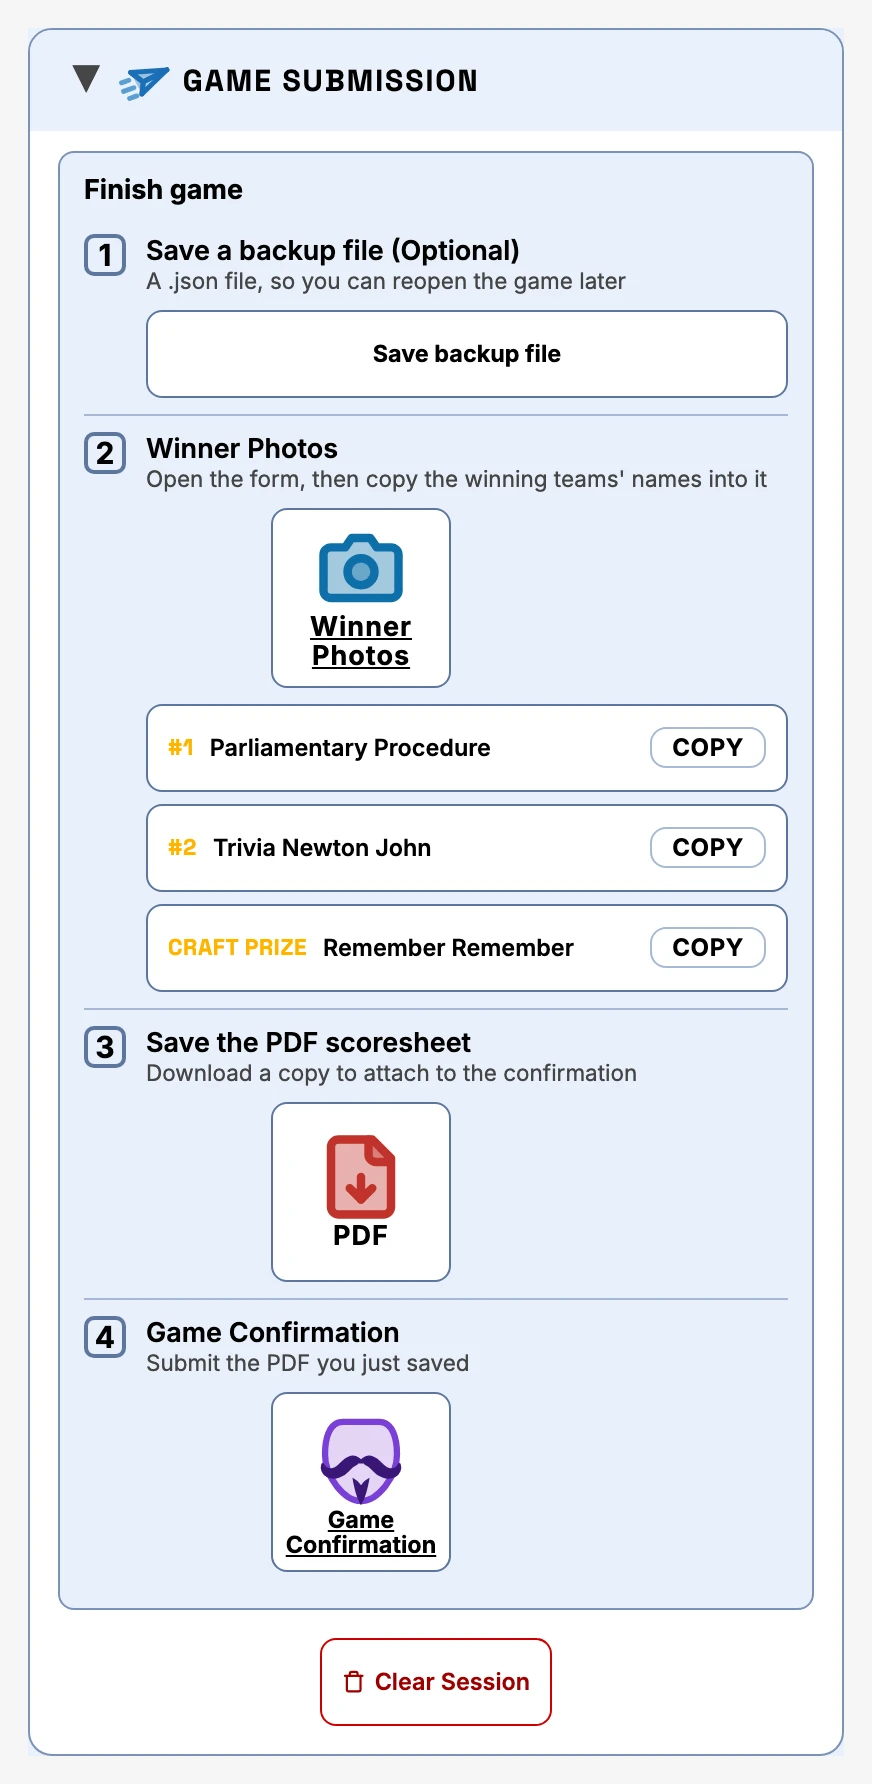 GAME SUBMISSION
Finish game
1
Save a backup file (Optional)
A .json file, so you can reopen the game later
Save backup file
2
Winner Photos
Open the form, then copy the winning teams' names into it
Winner
Photos
#1 Parliamentary Procedure COPY
#2 Trivia Newton John COPY
CRAFT PRIZE Remember Remember COPY
3
Save the PDF scoresheet
Download a copy to attach to the confirmation
PDF
4
Game Confirmation
Submit the PDF you just saved
Game
Confirmation
Clear Session